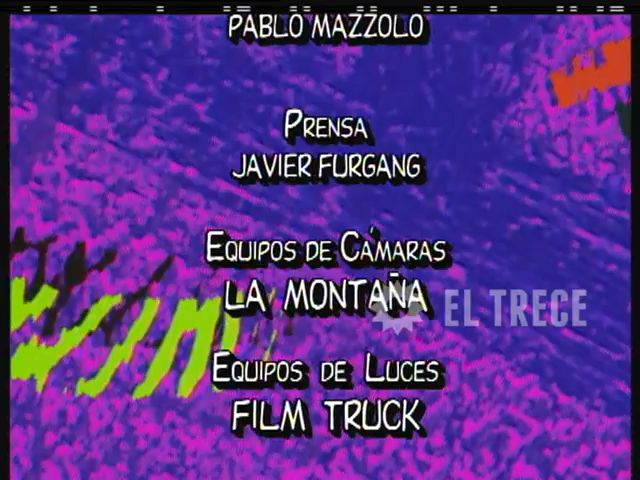 PABLO MAZZOLO
PRENSA
JAVIER FURGANG
EQUIPOS DE CÁMARAS
LA MONTAÑA
EL TRECE
EQUIPOS DE LUCES
FILM TRUCK